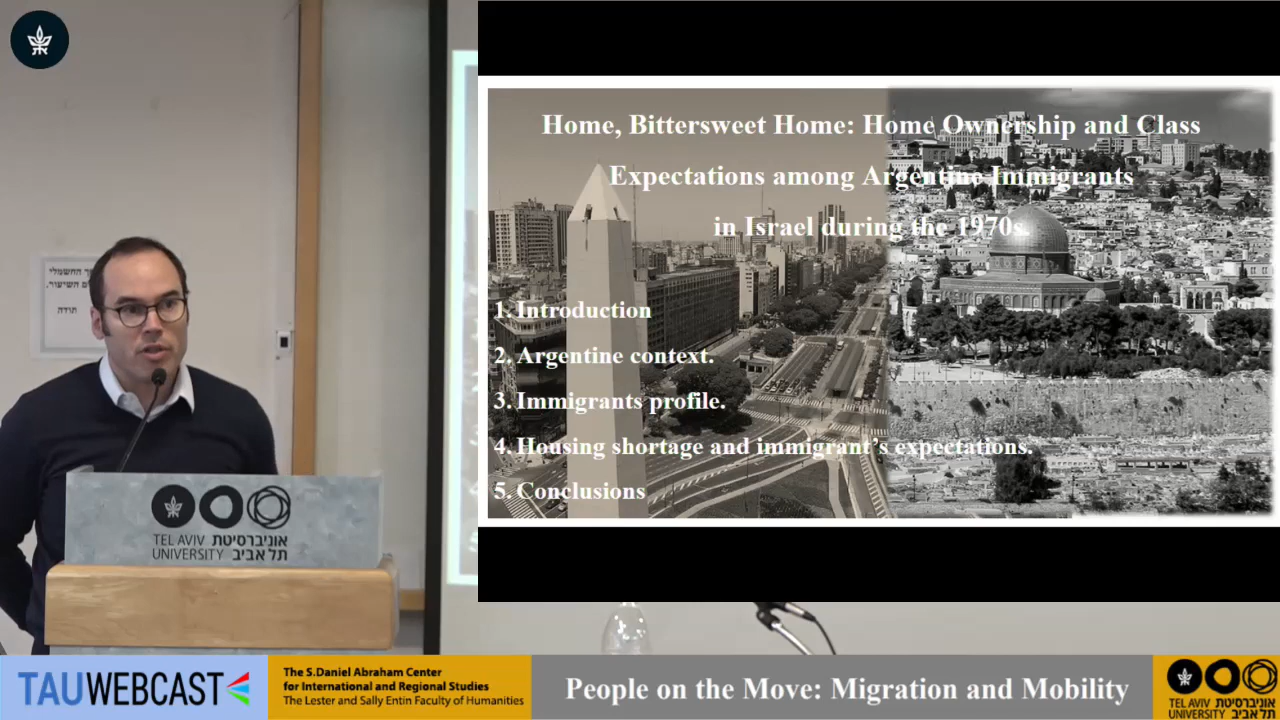 Home, Bittersweet Home: Home Ownership and Class
Expectations among Argentine Immigrants
in Israel during the 1970s.
1. Introduction
2. Argentine context.
3. Immigrants profile.
4. Housing shortage and immigrant’s expectations.
5. Conclusions
החשמלי
השיעור.
תודה
TEL AVIV אוניברסיטת
UNIVERSITY תל אביב
TAUWEBCAST
The S.Daniel Abraham Center
for International and Regional Studies
The Lester and Sally Entin Faculty of Humanities
People on the Move: Migration and Mobility
TEL AVIV אוניברסיטת
UNIVERSITY תל אביב